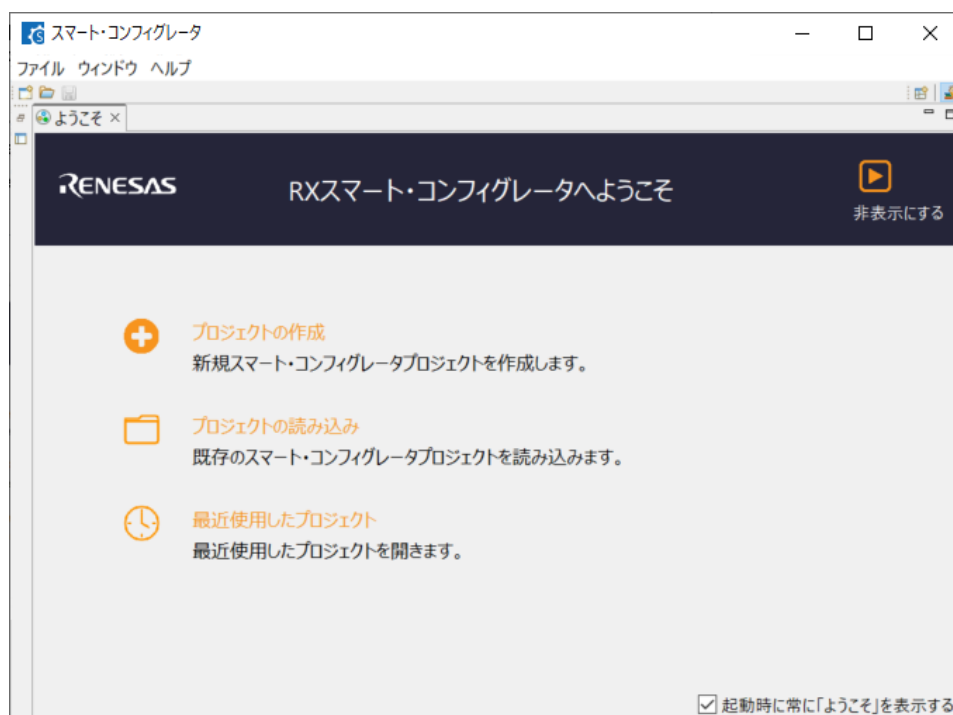 スマート・コンフィグレータ
ファイル ウィンドウ ヘルプ
ようこそ
RENESAS
RXスマート・コンフィグレータへようこそ
非表示にする
プロジェクトの作成
新規スマート・コンフィグレータプロジェクトを作成します。
プロジェクトの読み込み
既存のスマート・コンフィグレータプロジェクトを読み込みます。
最近使用したプロジェクト
最近使用したプロジェクトを開きます。
起動時に常に「ようこそ」を表示する